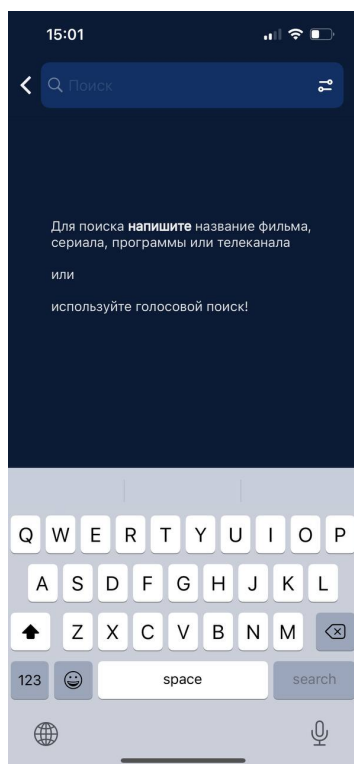 15:01
Поиск
Для поиска напишите название фильма,
сериала, программы или телеканала
или
используйте голосовой поиск!
Q W E R T Y U I O P
A S D F G H J K L
Z X C V B N M
123 space search